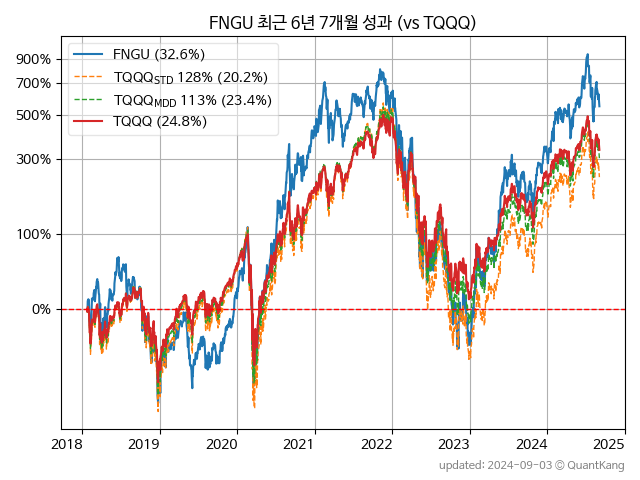 FNGU 최근 6년 7개월 성과 (vs TQQQ)
FNGU (32.6%)
TQQQSTD 128% (20.2%)
TQQQMDD 113% (23.4%)
TQQQ (24.8%)
900%
700%
500%
300%
100%
0%
2018 2019 2020 2021 2022 2023 2024 2025
updated: 2024-09-03 © QuantKang